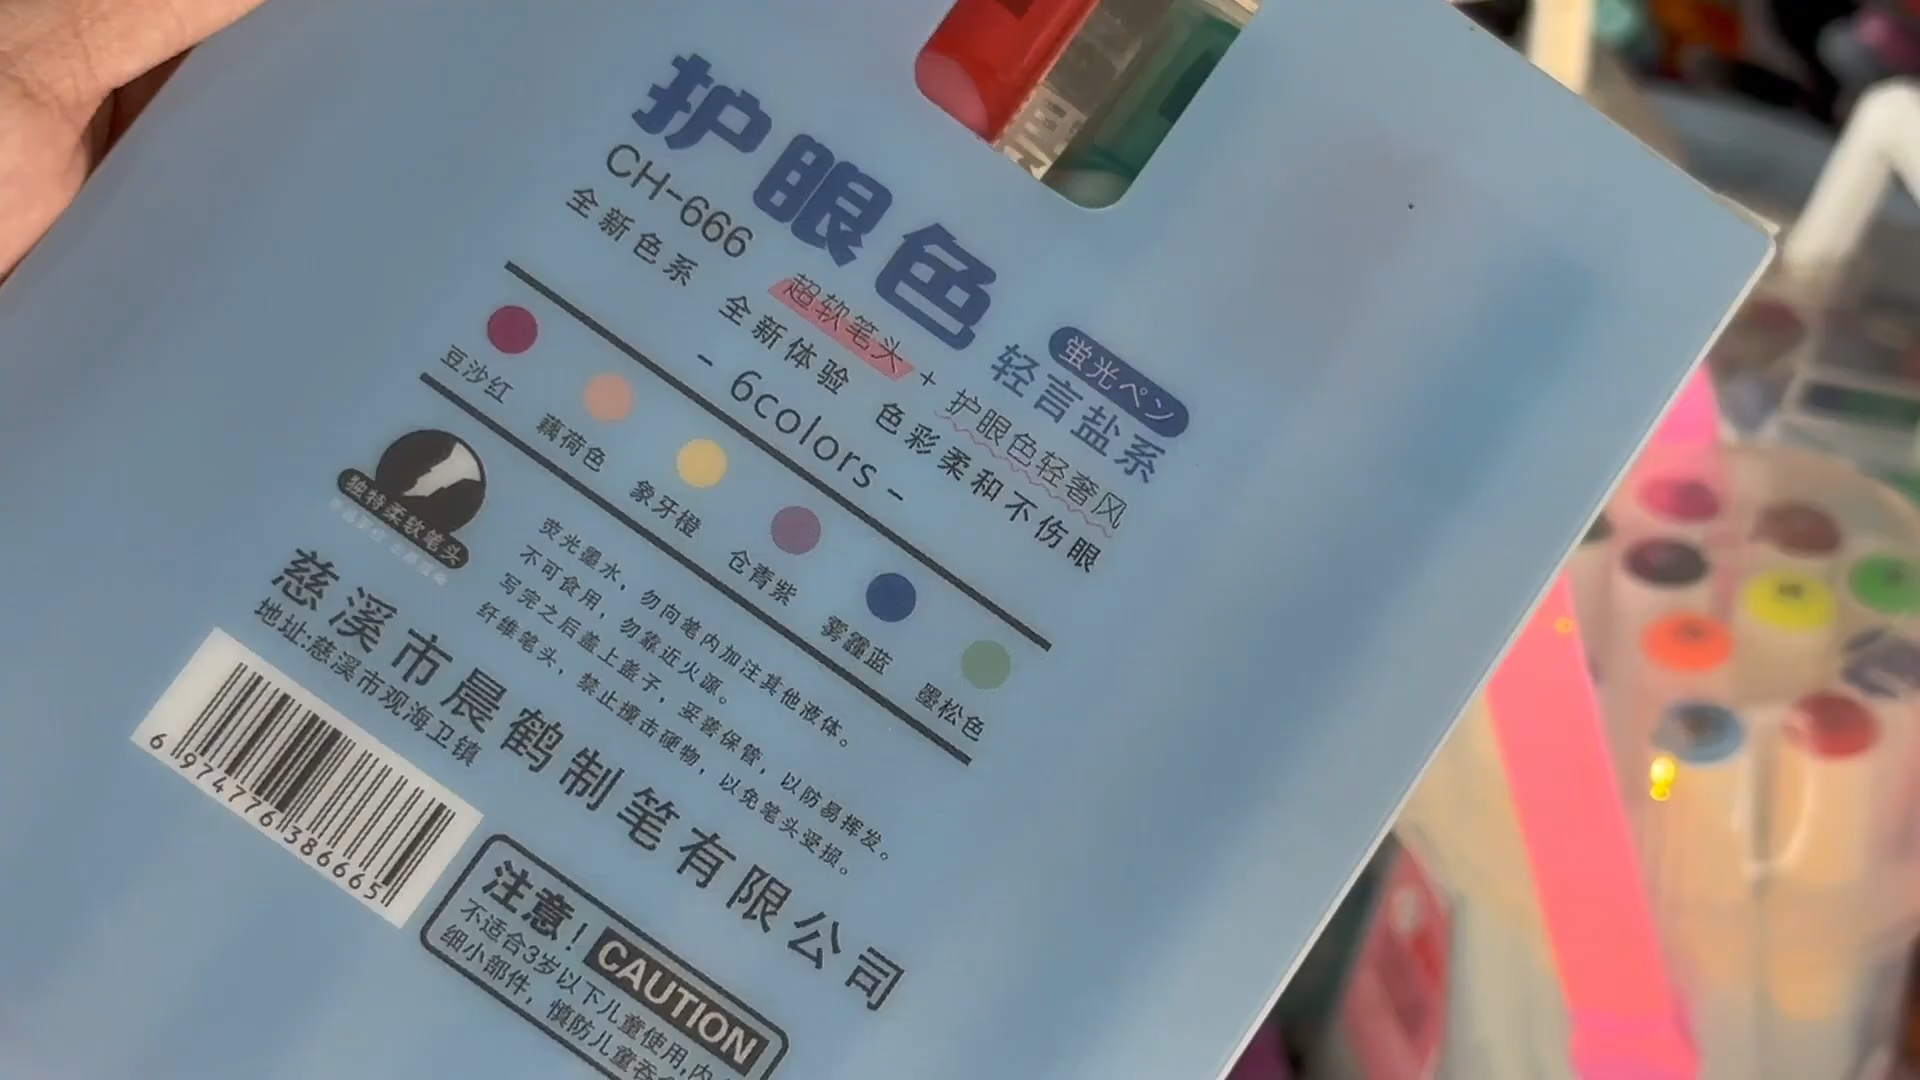 护眼色
蛍光ペン
轻言盐系
CH-666
超软笔头+护眼色轻奢风
全新色系 全新体验 色彩柔和不伤眼
- 6colors -
豆沙红 藕荷色 象牙橙 仓青紫 雾霾蓝 墨松色
独特柔软笔头
荧光墨水，勿向笔内加注其他液体。
不可食用，勿靠近火源。
写完之后盖上盖子，妥善保管，以防易挥发。
纤维笔头，禁止撞击硬物，以免笔头受损。
慈溪市晨鹤制笔有限公司
地址:慈溪市观海卫镇
6974776386665
注意! CAUTION
不适合3岁以下儿童使用,内
细小部件，慎防儿童吞